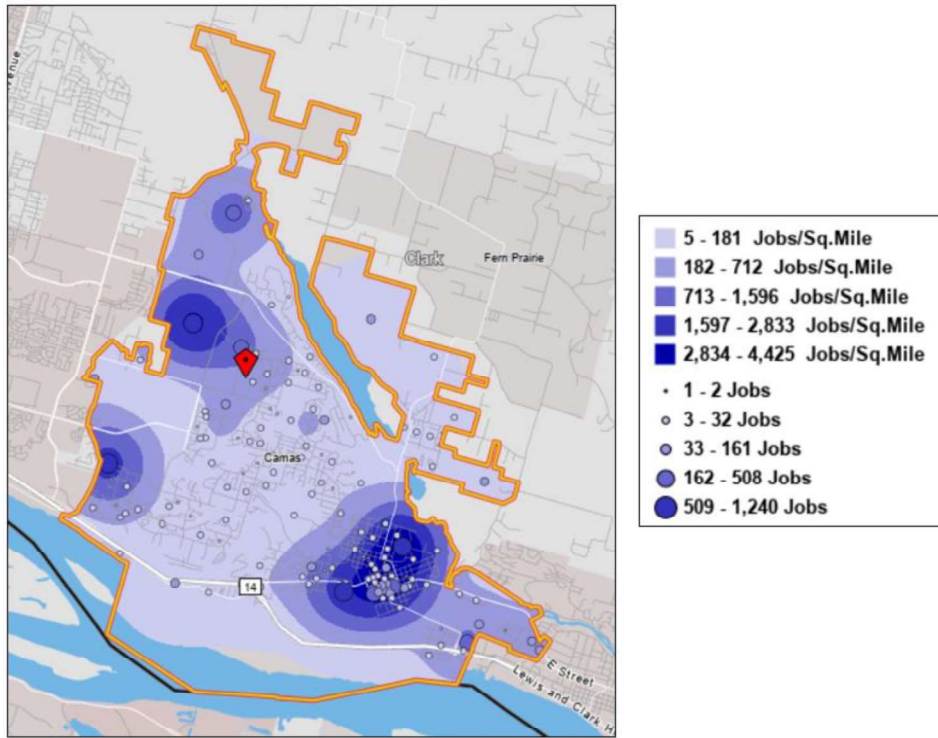 venue
Clark
Fern Prairie
Camas
14
E Street
Lewis and Clark H
5 - 181 Jobs/Sq.Mile
182 - 712 Jobs/Sq.Mile
713 - 1,596 Jobs/Sq.Mile
1,597 - 2,833 Jobs/Sq.Mile
2,834 - 4,425 Jobs/Sq.Mile
1 - 2 Jobs
3 - 32 Jobs
33 - 161 Jobs
162 - 508 Jobs
509 - 1,240 Jobs